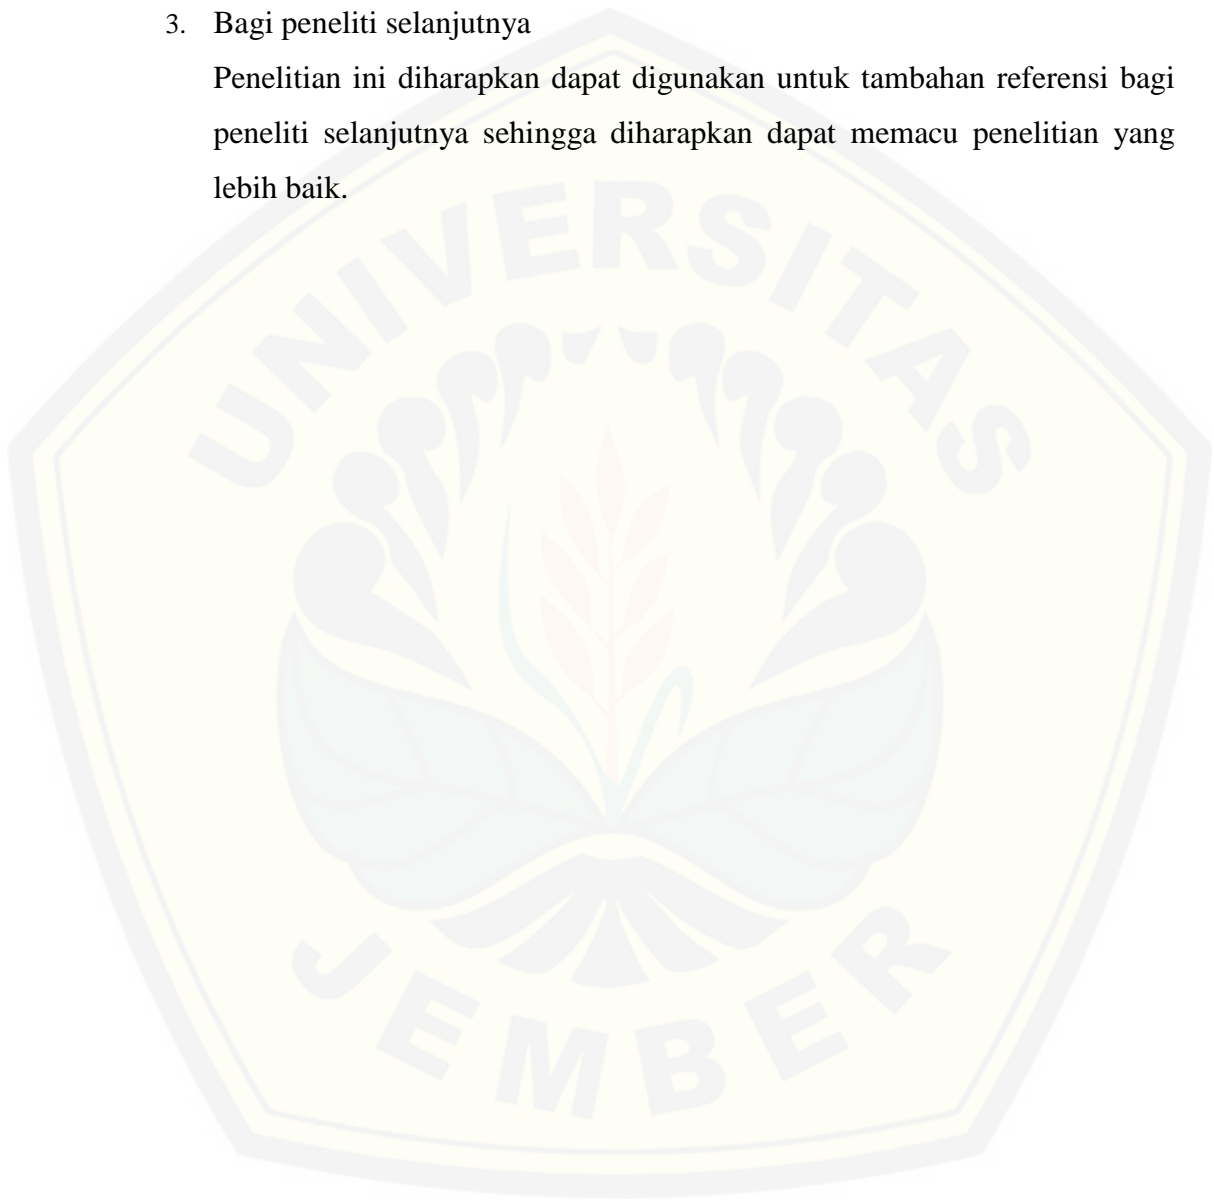 3. Bagi peneliti selanjutnya
Penelitian ini diharapkan dapat digunakan untuk tambahan referensi bagi
peneliti selanjutnya sehingga diharapkan dapat memacu penelitian yang
lebih baik.
UNIVERSITAS
JEMBER